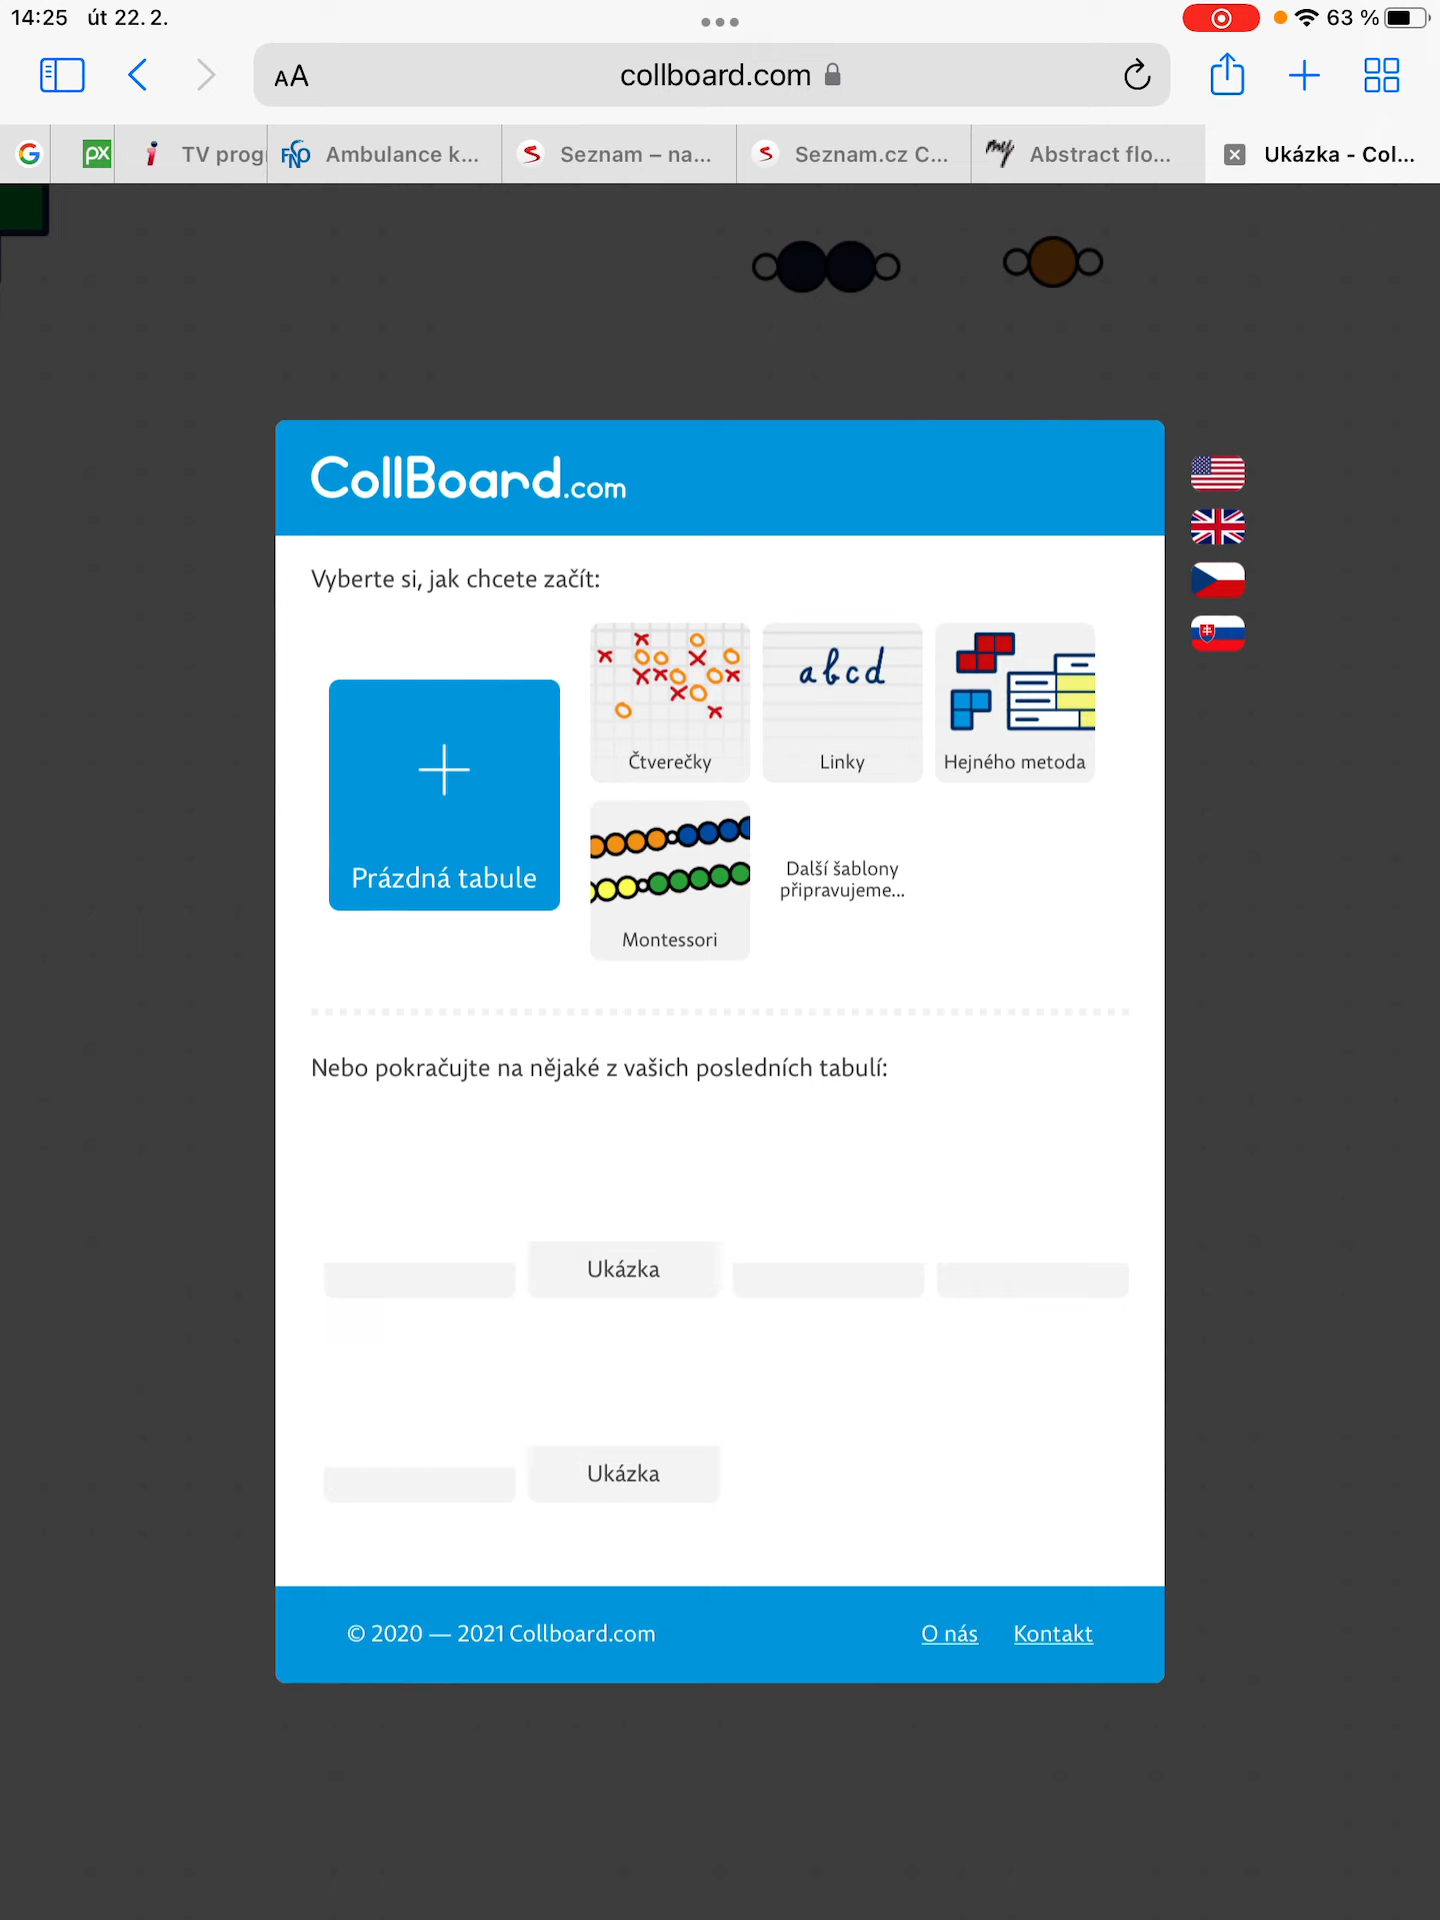 14:25 út 22. 2.
63 %
AA
collboard.com
TV prog
Ambulance k...
Seznam – na...
Seznam.cz C...
Abstract flo...
Ukázka - Col...
CollBoard.com
Vyberte si, jak chcete začít:
abcd
Čtverečky
Linky
Hejného metoda
Prázdná tabule
Další šablony
připravujeme...
Montessori
Nebo pokračujte na nějaké z vašich posledních tabulí:
Ukázka
Ukázka
© 2020 — 2021 Collboard.com
O nás
Kontakt